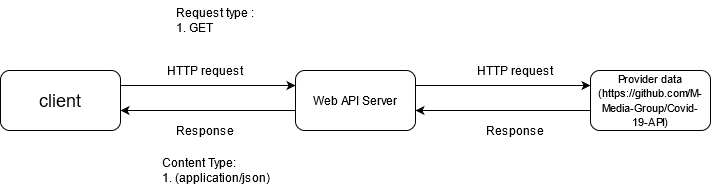 Request type :
1. GET
HTTP request
HTTP request
client
Web API Server
Provider data
(https://github.com/M-
Media-Group/Covid-
19-API)
Response
Response
Content Type:
1. (application/json)